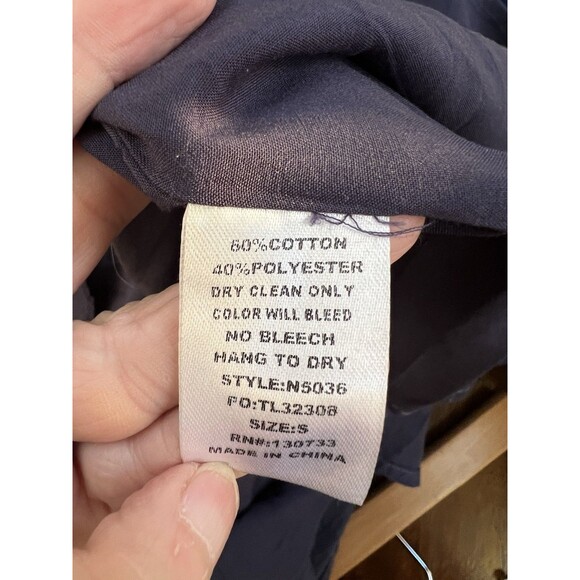 60%COTTON
40%POLYESTER
DRY CLEAN ONLY
COLOR WILL BLEED
NO BLEECH
HANG TO DRY
STYLE:N5036
PO:TL32308
SIZE:S
RN#:130733
MADE IN CHINA